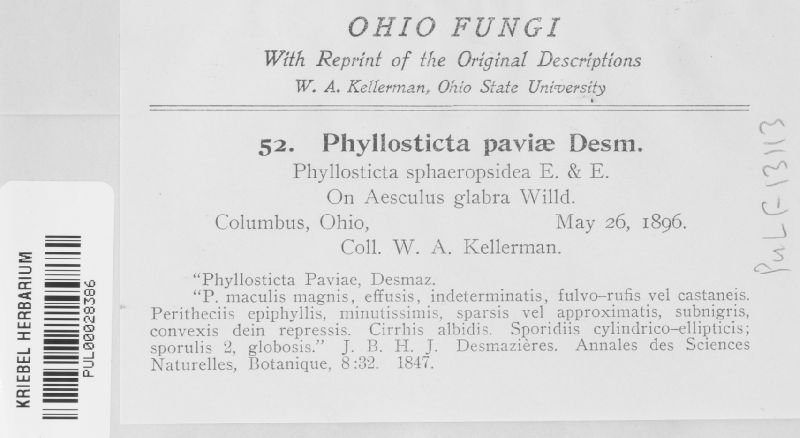 OHIO FUNGI
With Reprint of the Original Descriptions
W. A. Kellerman, Ohio State University
52. Phyllosticta paviæ Desm.
Phyllosticta sphaeropsidea E. & E.
On Aesculus glabra Willd.
Columbus, Ohio, May 26, 1896.
Coll. W. A. Kellerman.
"Phyllosticta Paviae, Desmaz.
"P. maculis magnis, effusis, indeterminatis, fulvo-rufis vel castaneis.
Peritheciis epiphyllis, minutissimis, sparsis vel approximatis, subnigris,
convexis dein repressis. Cirrhis albidis. Sporidiis cylindrico-ellipticis;
sporulis 2, globosis." J. B. H. J. Desmazières. Annales des Sciences
Naturelles, Botanique, 8:32. 1847.
KRIEBEL HERBARIUM
PUL00028386
PuL F-13113